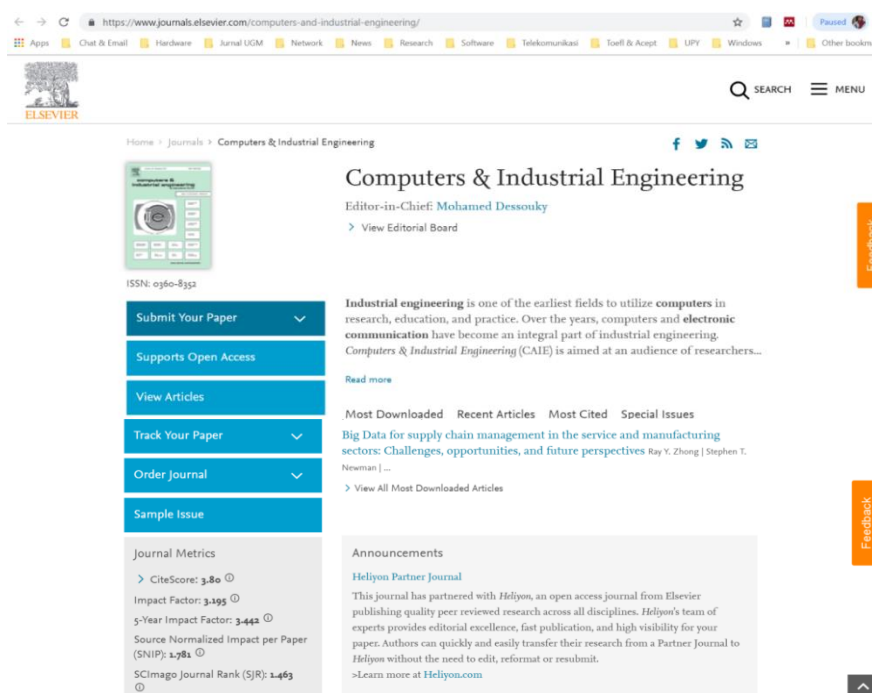 https://www.journals.elsevier.com/computers-and-industrial-engineering/
Paused
Apps Chat & Email Hardware Jurnal UGM Network News Research Software Telekomunikasi Toefl & Acept UPY Windows » Other bookm
ELSEVIER
SEARCH MENU
Home > Journals > Computers & Industrial Engineering
computers &
industrial engineering
ISSN: 0360-8352
Computers & Industrial Engineering
Editor-in-Chief: Mohamed Dessouky
> View Editorial Board
Feedback
Industrial engineering is one of the earliest fields to utilize computers in
research, education, and practice. Over the years, computers and electronic
communication have become an integral part of industrial engineering.
Computers & Industrial Engineering (CAIE) is aimed at an audience of researchers...
Read more
Submit Your Paper
Supports Open Access
View Articles
Track Your Paper
Order Journal
Sample Issue
Most Downloaded Recent Articles Most Cited Special Issues
Big Data for supply chain management in the service and manufacturing
sectors: Challenges, opportunities, and future perspectives Ray Y. Zhong | Stephen T.
Newman | ...
> View All Most Downloaded Articles
Feedback
Journal Metrics
> CiteScore: 3.80
Impact Factor: 3.195
5-Year Impact Factor: 3.442
Source Normalized Impact per Paper
(SNIP): 1.781
SCImago Journal Rank (SJR): 1.463
Announcements
Heliyon Partner Journal
This journal has partnered with Heliyon, an open access journal from Elsevier
publishing quality peer reviewed research across all disciplines. Heliyon's team of
experts provides editorial excellence, fast publication, and high visibility for your
paper. Authors can quickly and easily transfer their research from a Partner Journal to
Heliyon without the need to edit, reformat or resubmit.
>Learn more at Heliyon.com